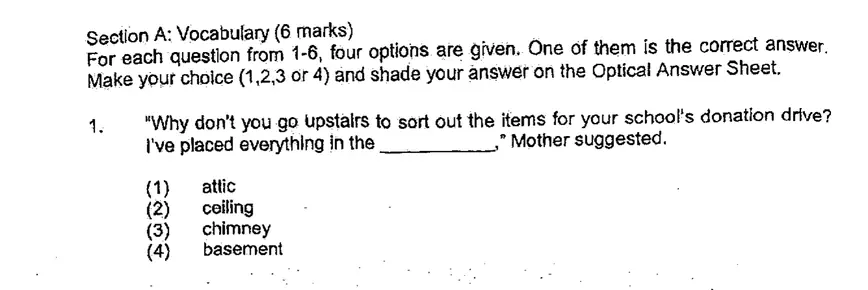 Section A: Vocabulary (6 marks)
For each question from 1-6, four options are given. One of them is the correct answer.
Make your choice (1,2,3 or 4) and shade your answer on the Optical Answer Sheet.
1. "Why don't you go upstairs to sort out the items for your school's donation drive?
I've placed everything in the ___________," Mother suggested.
(1) attic
(2) ceiling
(3) chimney
(4) basement